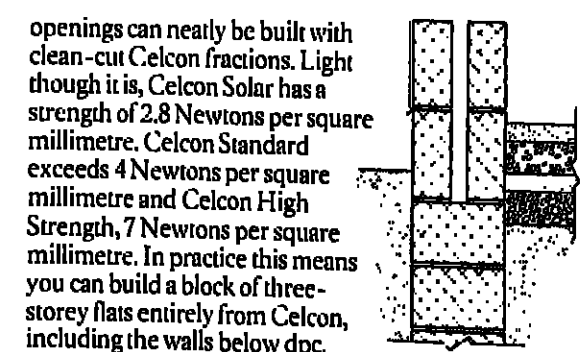 openings can neatly be built with
clean-cut Celcon fractions. Light
though it is, Celcon Solar has a
strength of 2.8 Newtons per square
millimetre. Celcon Standard
exceeds 4 Newtons per square
millimetre and Celcon High
Strength, 7 Newtons per square
millimetre. In practice this means
you can build a block of three-
storey flats entirely from Celcon,
including the walls below dpc.